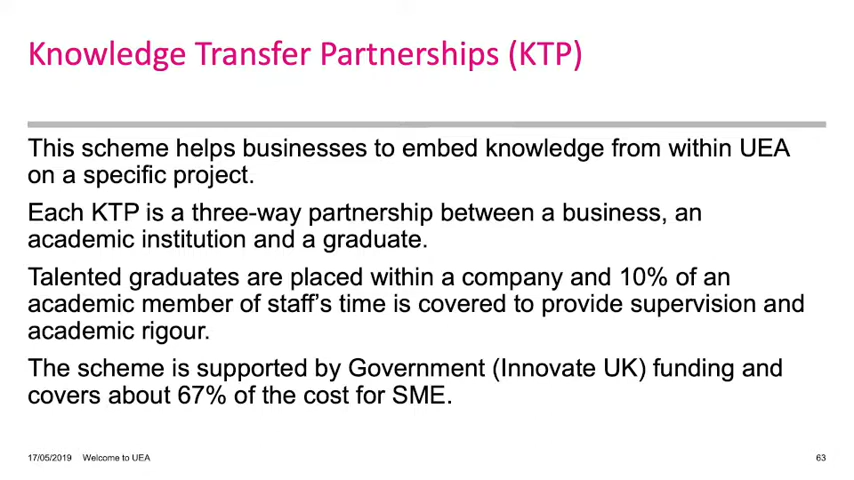 Knowledge Transfer Partnerships (KTP)
This scheme helps businesses to embed knowledge from within UEA
on a specific project.
Each KTP is a three-way partnership between a business, an
academic institution and a graduate.
Talented graduates are placed within a company and 10% of an
academic member of staff’s time is covered to provide supervision and
academic rigour.
The scheme is supported by Government (Innovate UK) funding and
covers about 67% of the cost for SME.
17/05/2019 Welcome to UEA 63